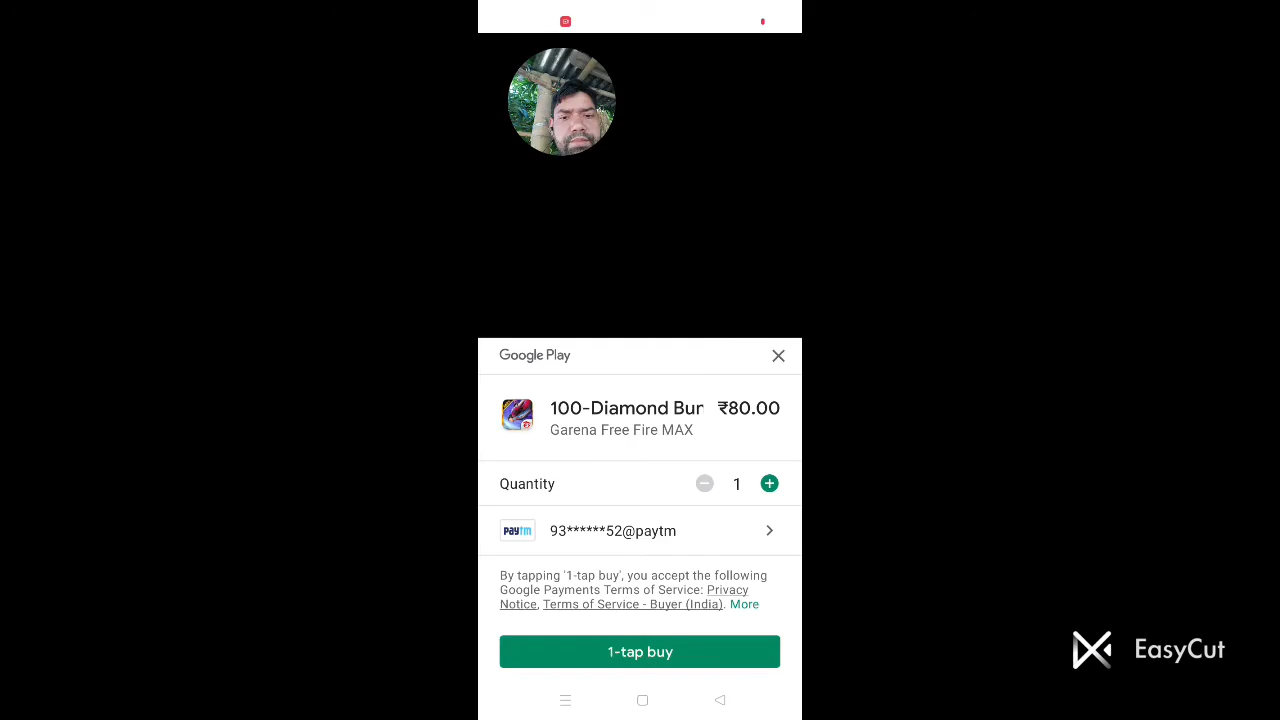 Google Play
100-Diamond Bur ₹80.00
Garena Free Fire MAX
Quantity 1
paytm 93******52@paytm
By tapping '1-tap buy', you accept the following
Google Payments Terms of Service: Privacy
Notice, Terms of Service - Buyer (India). More
1-tap buy
EasyCut